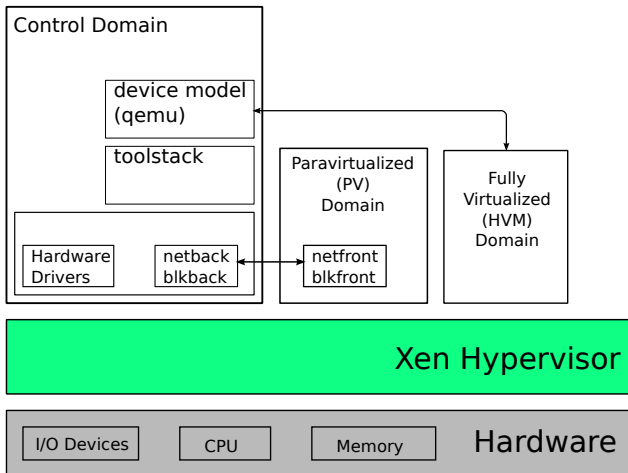 Control Domain
device model
(qemu)
toolstack
Hardware
Drivers
netback
blkback
Paravirtualized
(PV)
Domain
netfront
blkfront
Fully
Virtualized
(HVM)
Domain
Xen Hypervisor
I/O Devices
CPU
Memory
Hardware